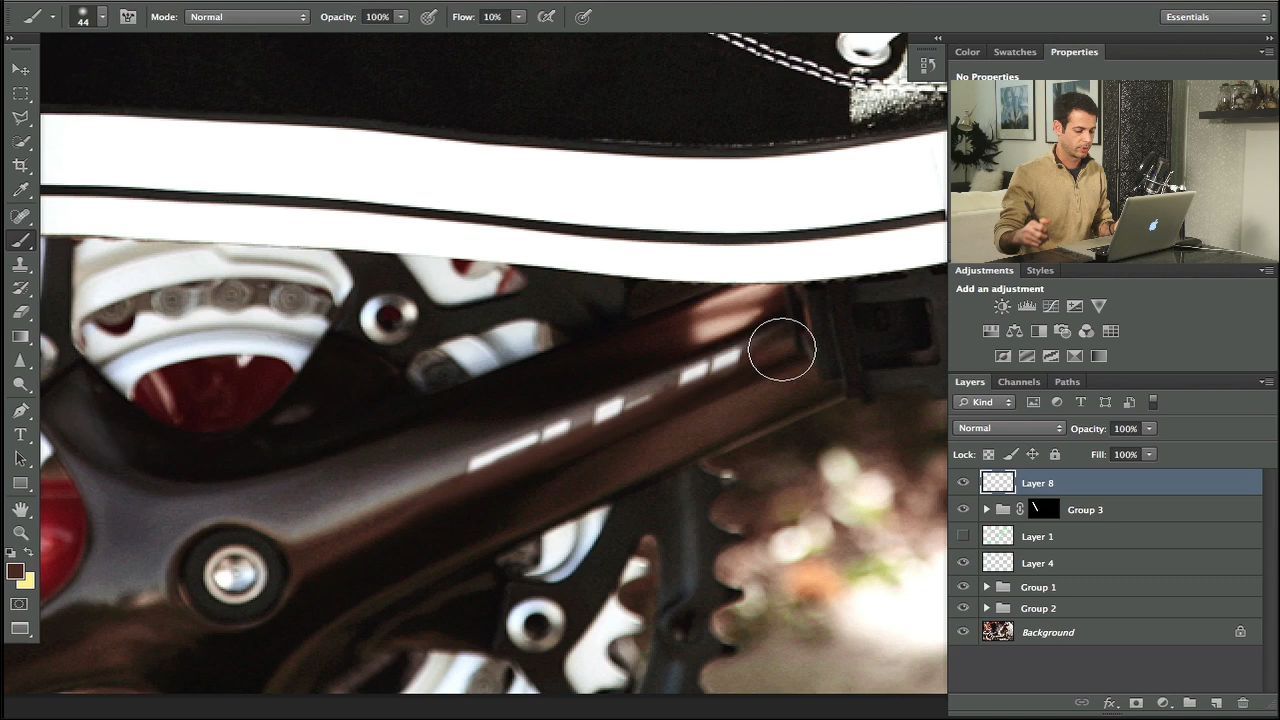 44
Mode: Normal
Opacity: 100%
Flow: 10%
Essentials
Color
Swatches
Properties
No Properties
Adjustments
Styles
Add an adjustment
Layers
Channels
Paths
Kind
T
Normal
Opacity: 100%
Lock:
Fill: 100%
Layer 8
Group 3
Layer 1
Layer 4
Group 1
Group 2
Background
fx
T